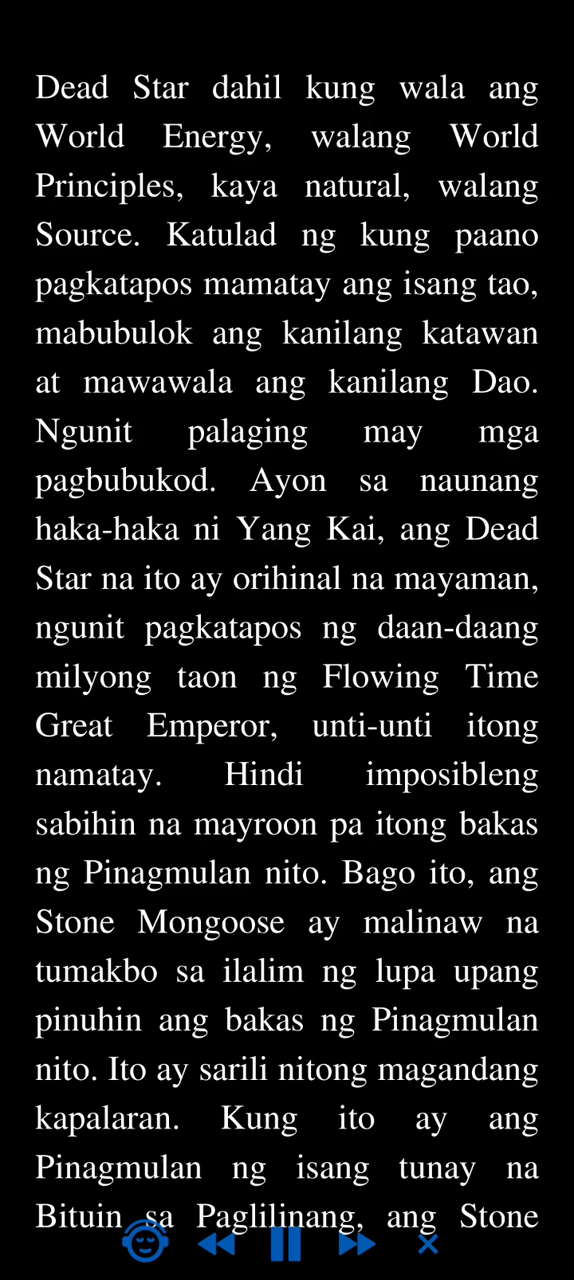 Dead Star dahil kung wala ang
World Energy, walang World
Principles, kaya natural, walang
Source. Katulad ng kung paano
pagkatapos mamatay ang isang tao,
mabubulok ang kanilang katawan
at mawawala ang kanilang Dao.
Ngunit palaging may mga
pagbubukod. Ayon sa naunang
haka-haka ni Yang Kai, ang Dead
Star na ito ay orihinal na mayaman,
ngunit pagkatapos ng daan-daang
milyong taon ng Flowing Time
Great Emperor, unti-unti itong
namatay. Hindi imposibleng
sabihin na mayroon pa itong bakas
ng Pinagmulan nito. Bago ito, ang
Stone Mongoose ay malinaw na
tumakbo sa ilalim ng lupa upang
pinuhin ang bakas ng Pinagmulan
nito. Ito ay sarili nitong magandang
kapalaran. Kung ito ay ang
Pinagmulan ng isang tunay na
Bituin sa Paglilinang, ang Stone